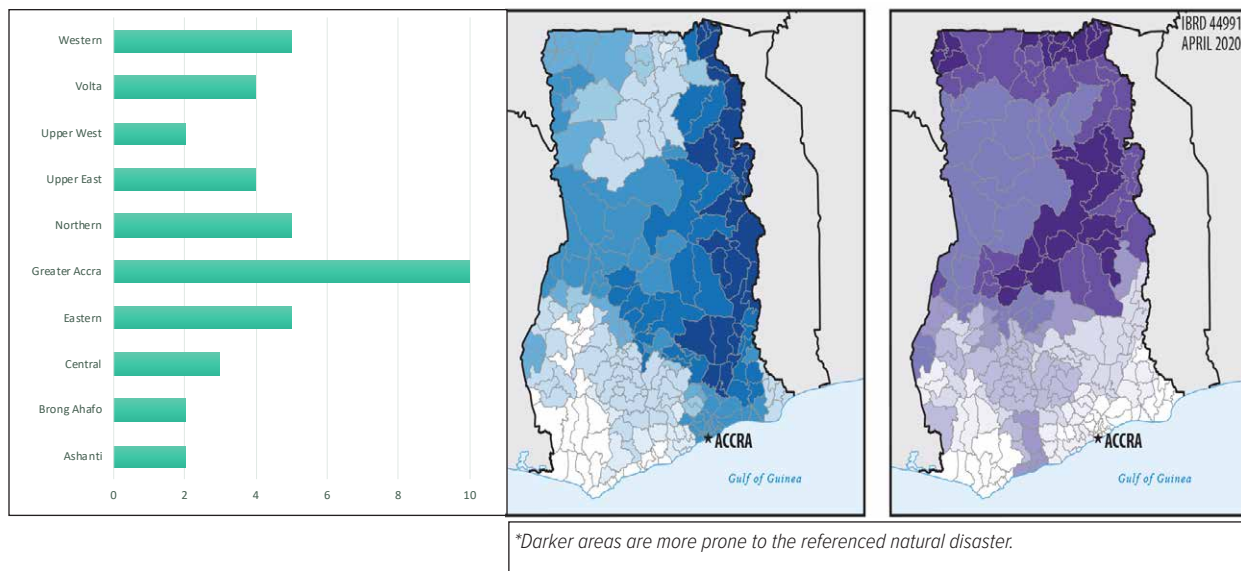 Western
Volta
Upper West
Upper East
Northern
Greater Accra
Eastern
Central
Brong Ahafo
Ashanti
0 2 4 6 8 10
ACCRA
Gulf of Guinea
IBRD 44991
APRIL 2020
ACCRA
Gulf of Guinea
*Darker areas are more prone to the referenced natural disaster.